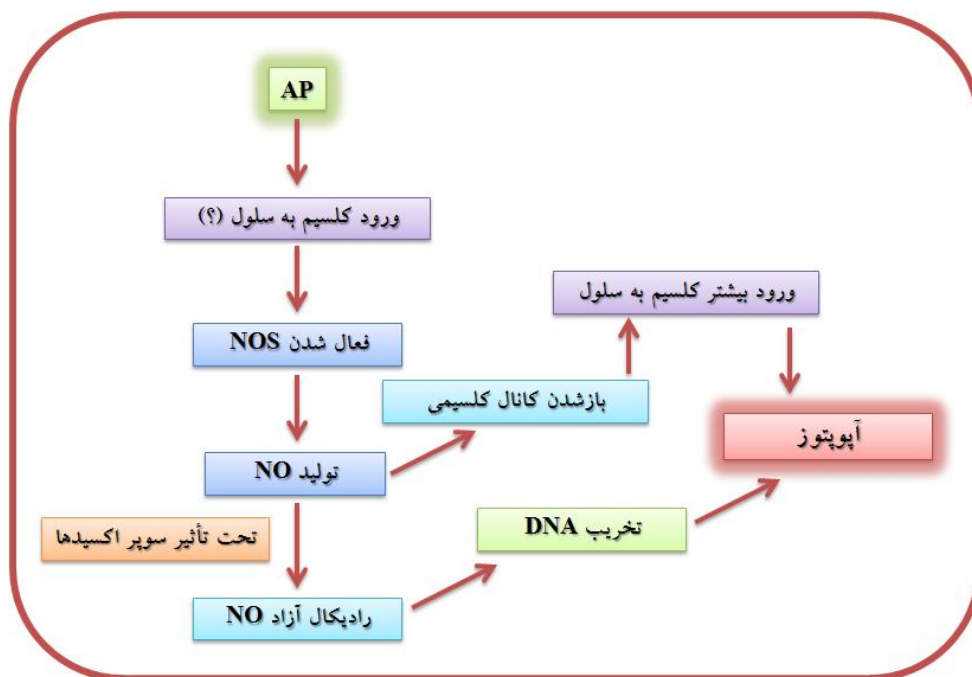 AP
ورود کلسیم به سلول (؟)
فعال شدن NOS
تولید NO
تحت تأثیر سوپر اکسیدها
رادیکال آزاد NO
بازشدن کانال کلسیمی
ورود بیشتر کلسیم به سلول
تخریب DNA
آپوپتوز